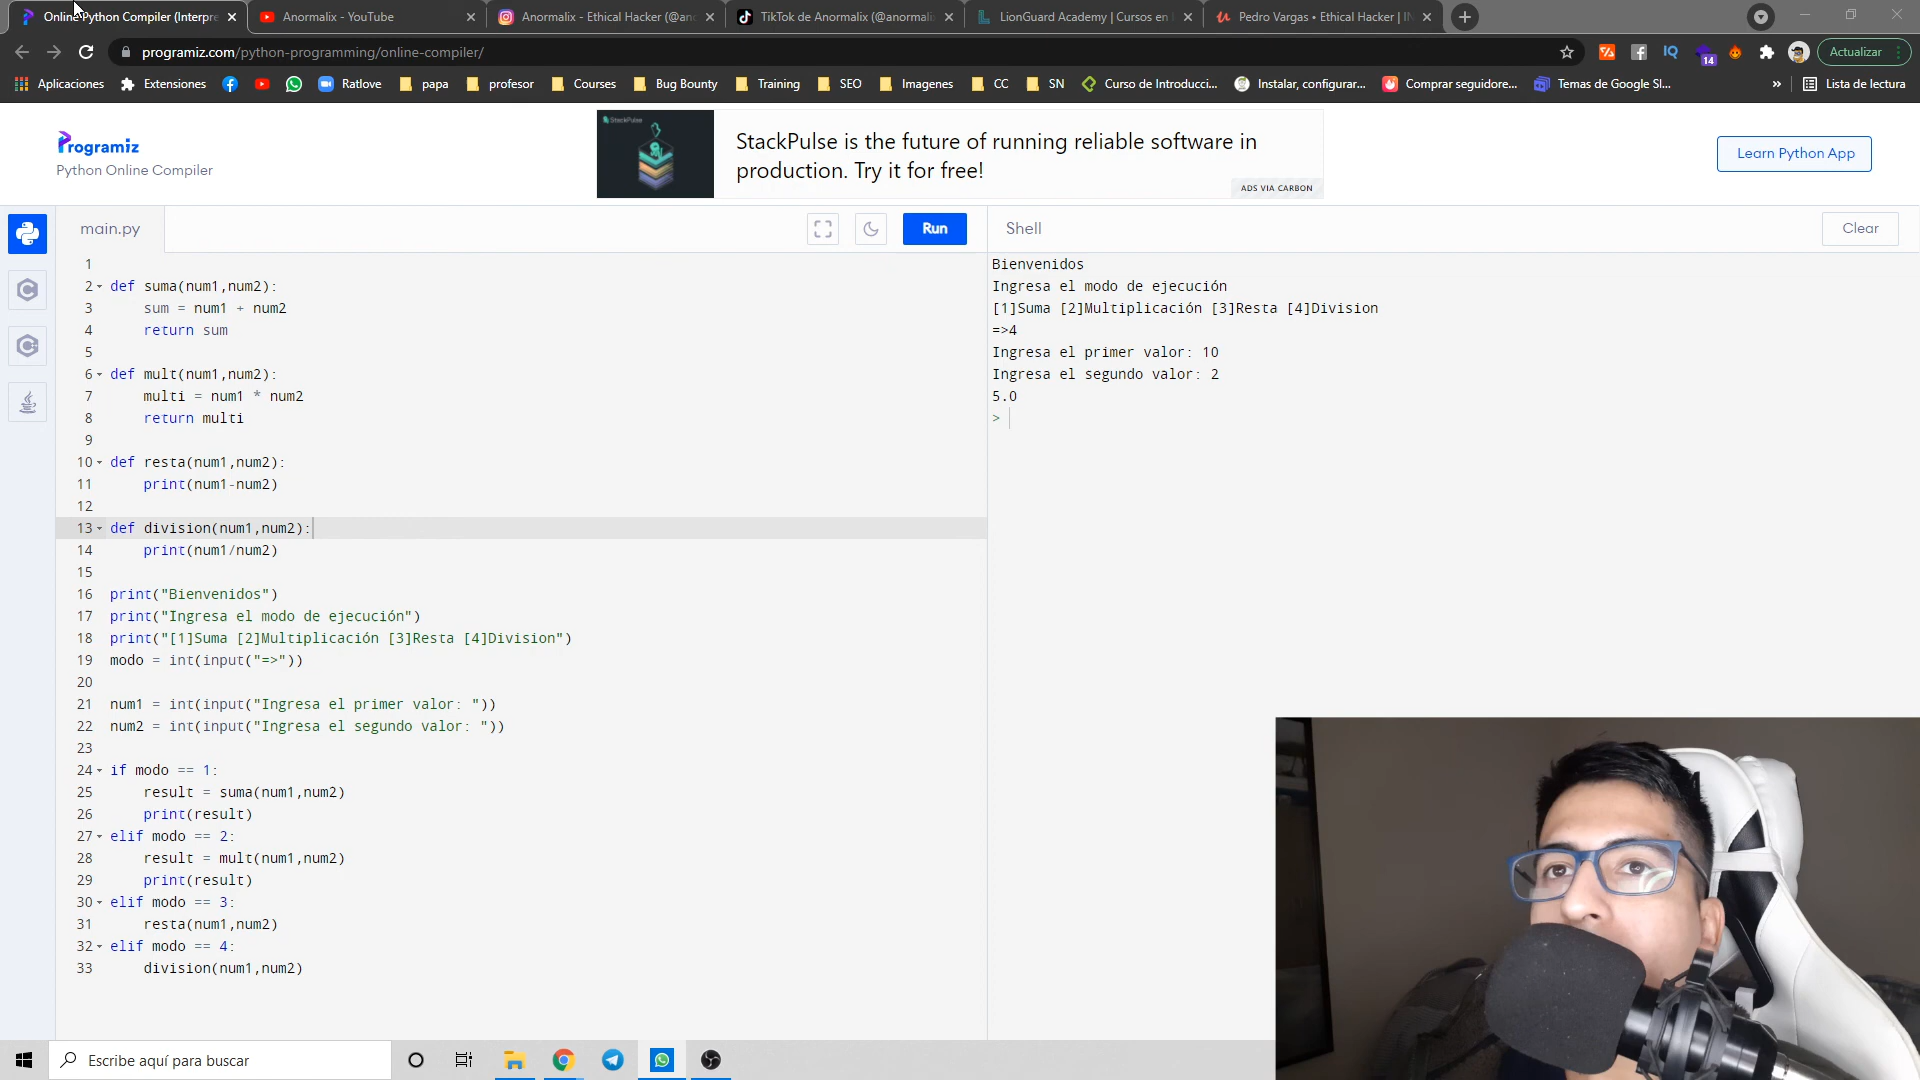 Online Python Compiler (Interpre
Anormalix - YouTube
Anormalix - Ethical Hacker (@an
TikTok de Anormalix (@anormali
LionGuard Academy | Cursos en
Pedro Vargas • Ethical Hacker | IN
programiz.com/python-programming/online-compiler/
14
Actualizar
Aplicaciones
Extensiones
Ratlove
papa
profesor
Courses
Bug Bounty
Training
SEO
Imagenes
CC
SN
Curso de Introducci...
Instalar, configurar...
Comprar seguidore...
Temas de Google Sl...
»
Lista de lectura
Programiz
Python Online Compiler
StackPulse
StackPulse is the future of running reliable software in
production. Try it for free!
ADS VIA CARBON
Learn Python App
main.py
Run
Shell
Clear
1
2 def suma(num1,num2):
3 sum = num1 + num2
4 return sum
5
6 def mult(num1,num2):
7 multi = num1 * num2
8 return multi
9
10 def resta(num1,num2):
11 print(num1-num2)
12
13 def division(num1,num2):
14 print(num1/num2)
15
16 print("Bienvenidos")
17 print("Ingresa el modo de ejecución")
18 print("[1]Suma [2]Multiplicación [3]Resta [4]Division")
19 modo = int(input("=>"))
20
21 num1 = int(input("Ingresa el primer valor: "))
22 num2 = int(input("Ingresa el segundo valor: "))
23
24 if modo == 1:
25 result = suma(num1,num2)
26 print(result)
27 elif modo == 2:
28 result = mult(num1,num2)
29 print(result)
30 elif modo == 3:
31 resta(num1,num2)
32 elif modo == 4:
33 division(num1,num2)
Bienvenidos
Ingresa el modo de ejecución
[1]Suma [2]Multiplicación [3]Resta [4]Division
=>4
Ingresa el primer valor: 10
Ingresa el segundo valor: 2
5.0
>
Escribe aquí para buscar